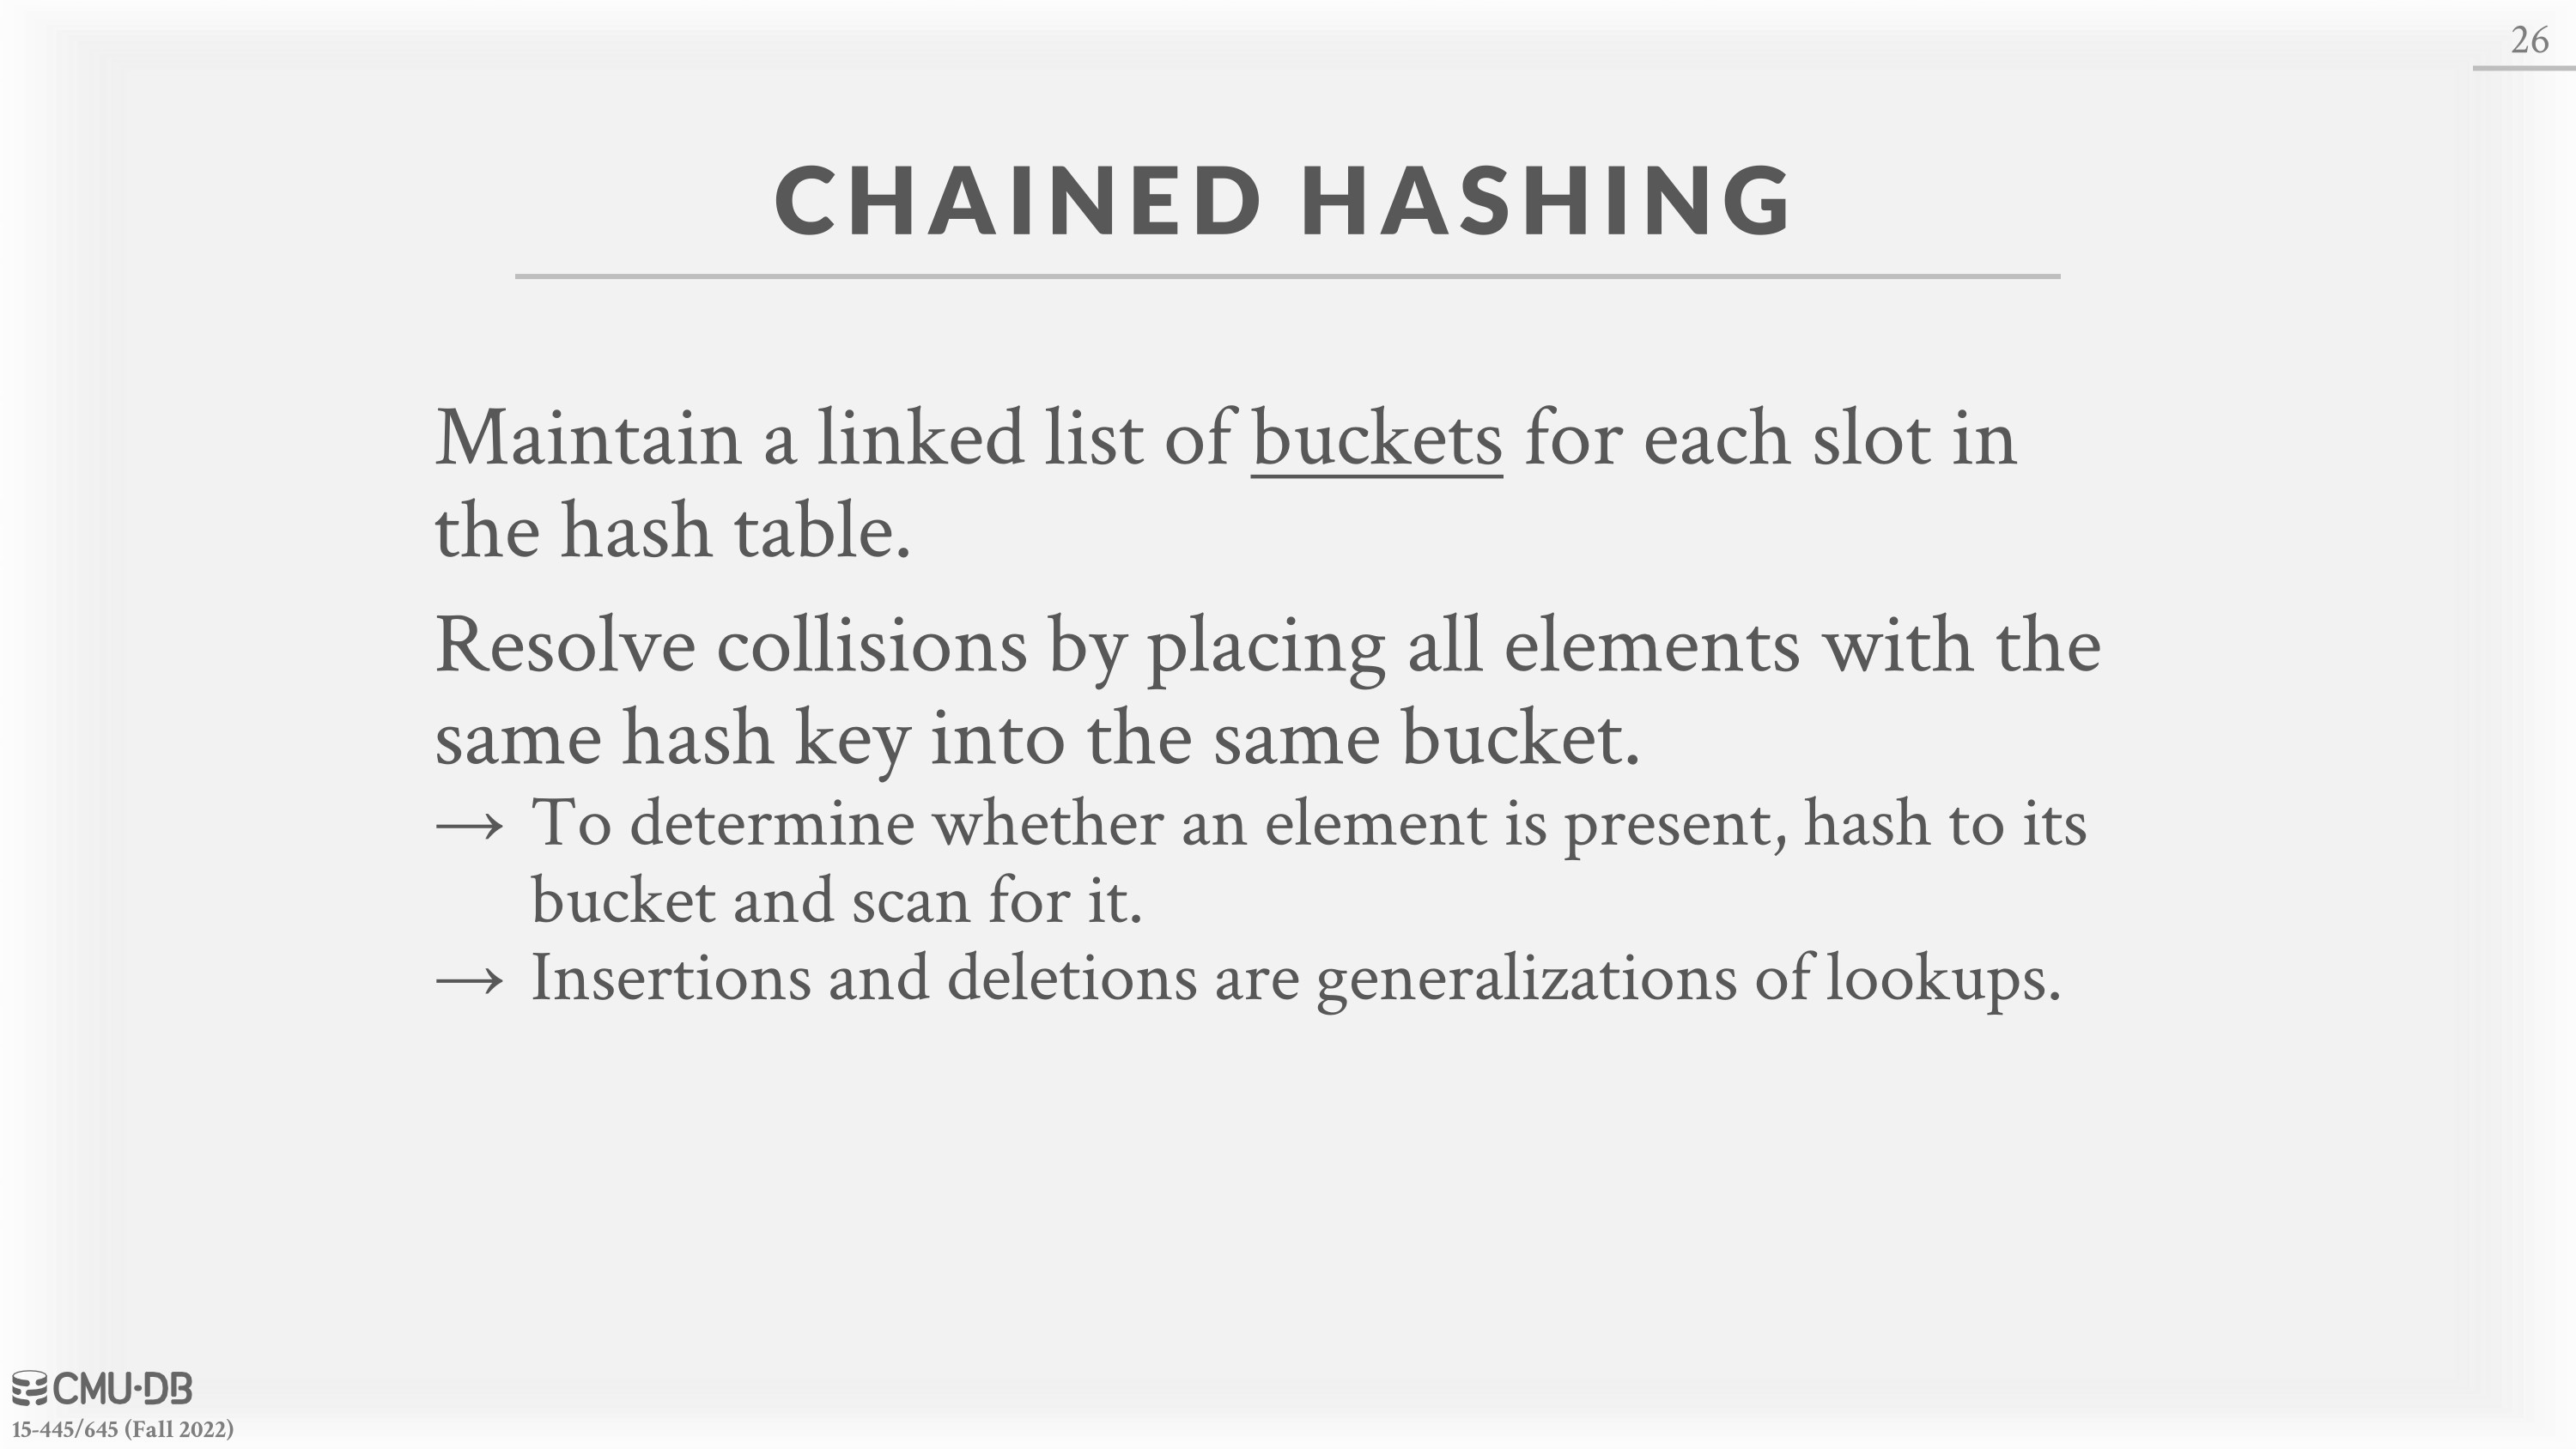 26
CHAINED HASHING
Maintain a linked list of buckets for each slot in
the hash table.
Resolve collisions by placing all elements with the
same hash key into the same bucket.
→ To determine whether an element is present, hash to its
bucket and scan for it.
→ Insertions and deletions are generalizations of lookups.
CMU·DB
15-445/645 (Fall 2022)